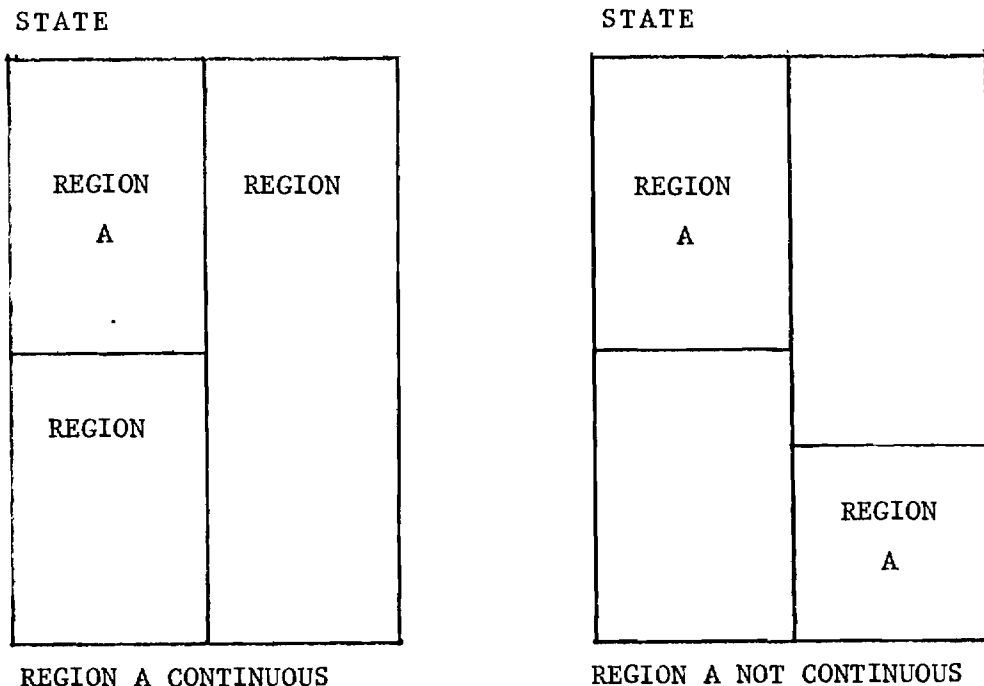 STATE
REGION
A
REGION
REGION
REGION A CONTINUOUS
STATE
REGION
A
REGION
A
REGION A NOT CONTINUOUS